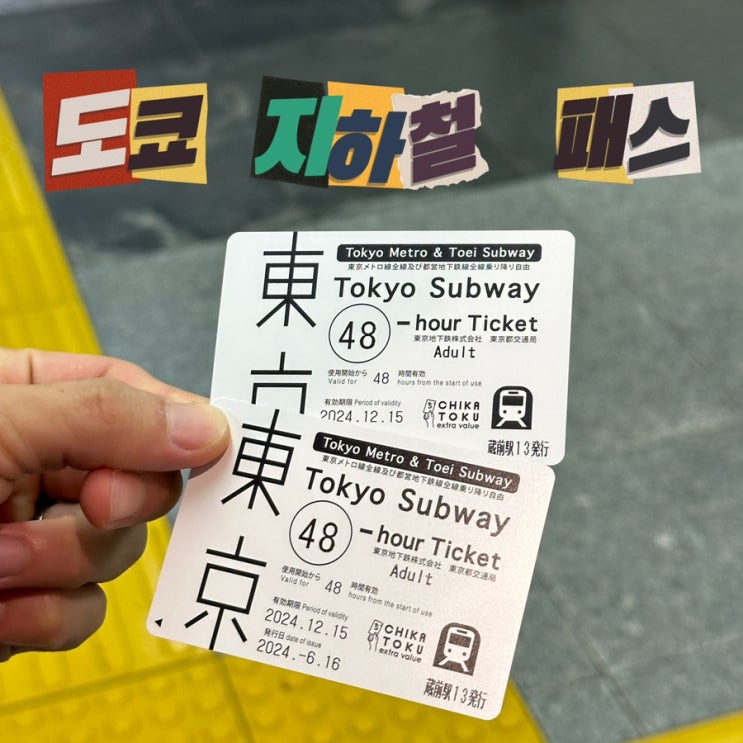 도쿄 지하철 패스
東京
Tokyo Metro & Toei Subway
東京メトロ線全線及び都営地下鉄線全線乗り降り自由
Tokyo Subway
48 -hour Ticket
東京地下鉄株式会社 東京都交通局
Adult
使用開始から 48 時間有効
Valid for hours from the start of use
有効期限 Period of validity
2024.12.15
CHIKA
TOKU
extra value
蔵前駅13発行
東京
Tokyo Metro & Toei Subway
東京メトロ線全線及び都営地下鉄線全線乗り降り自由
Tokyo Subway
48 -hour Ticket
東京地下鉄株式会社 東京都交通局
Adult
使用開始から 48 時間有効
Valid for hours from the start of use
有効期限 Period of validity
2024.12.15
発行日 date of issue
2024.-6.16
CHIKA
TOKU
extra value
蔵前駅13発行